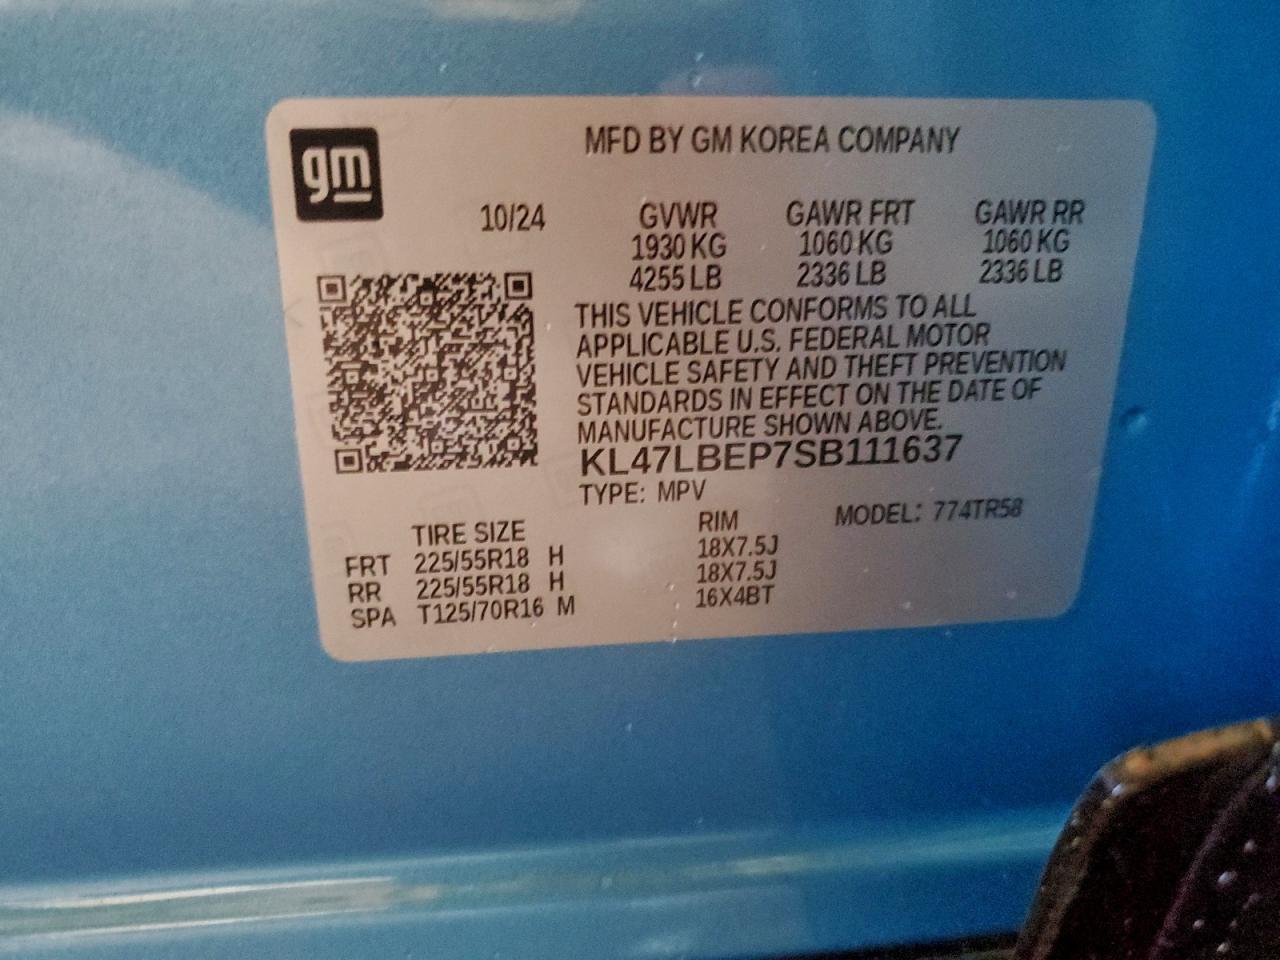 gm
MFD BY GM KOREA COMPANY
10/24 GVWR GAWR FRT GAWR RR
1930 KG 1060 KG 1060 KG
4255 LB 2336 LB 2336 LB
THIS VEHICLE CONFORMS TO ALL
APPLICABLE U.S. FEDERAL MOTOR
VEHICLE SAFETY AND THEFT PREVENTION
STANDARDS IN EFFECT ON THE DATE OF
MANUFACTURE SHOWN ABOVE.
KL47LBEP7SB111637
TYPE: MPV
TIRE SIZE RIM MODEL: 774TR58
FRT 225/55R18 H 18X7.5J
RR 225/55R18 H 18X7.5J
SPA T125/70R16 M 16X4BT